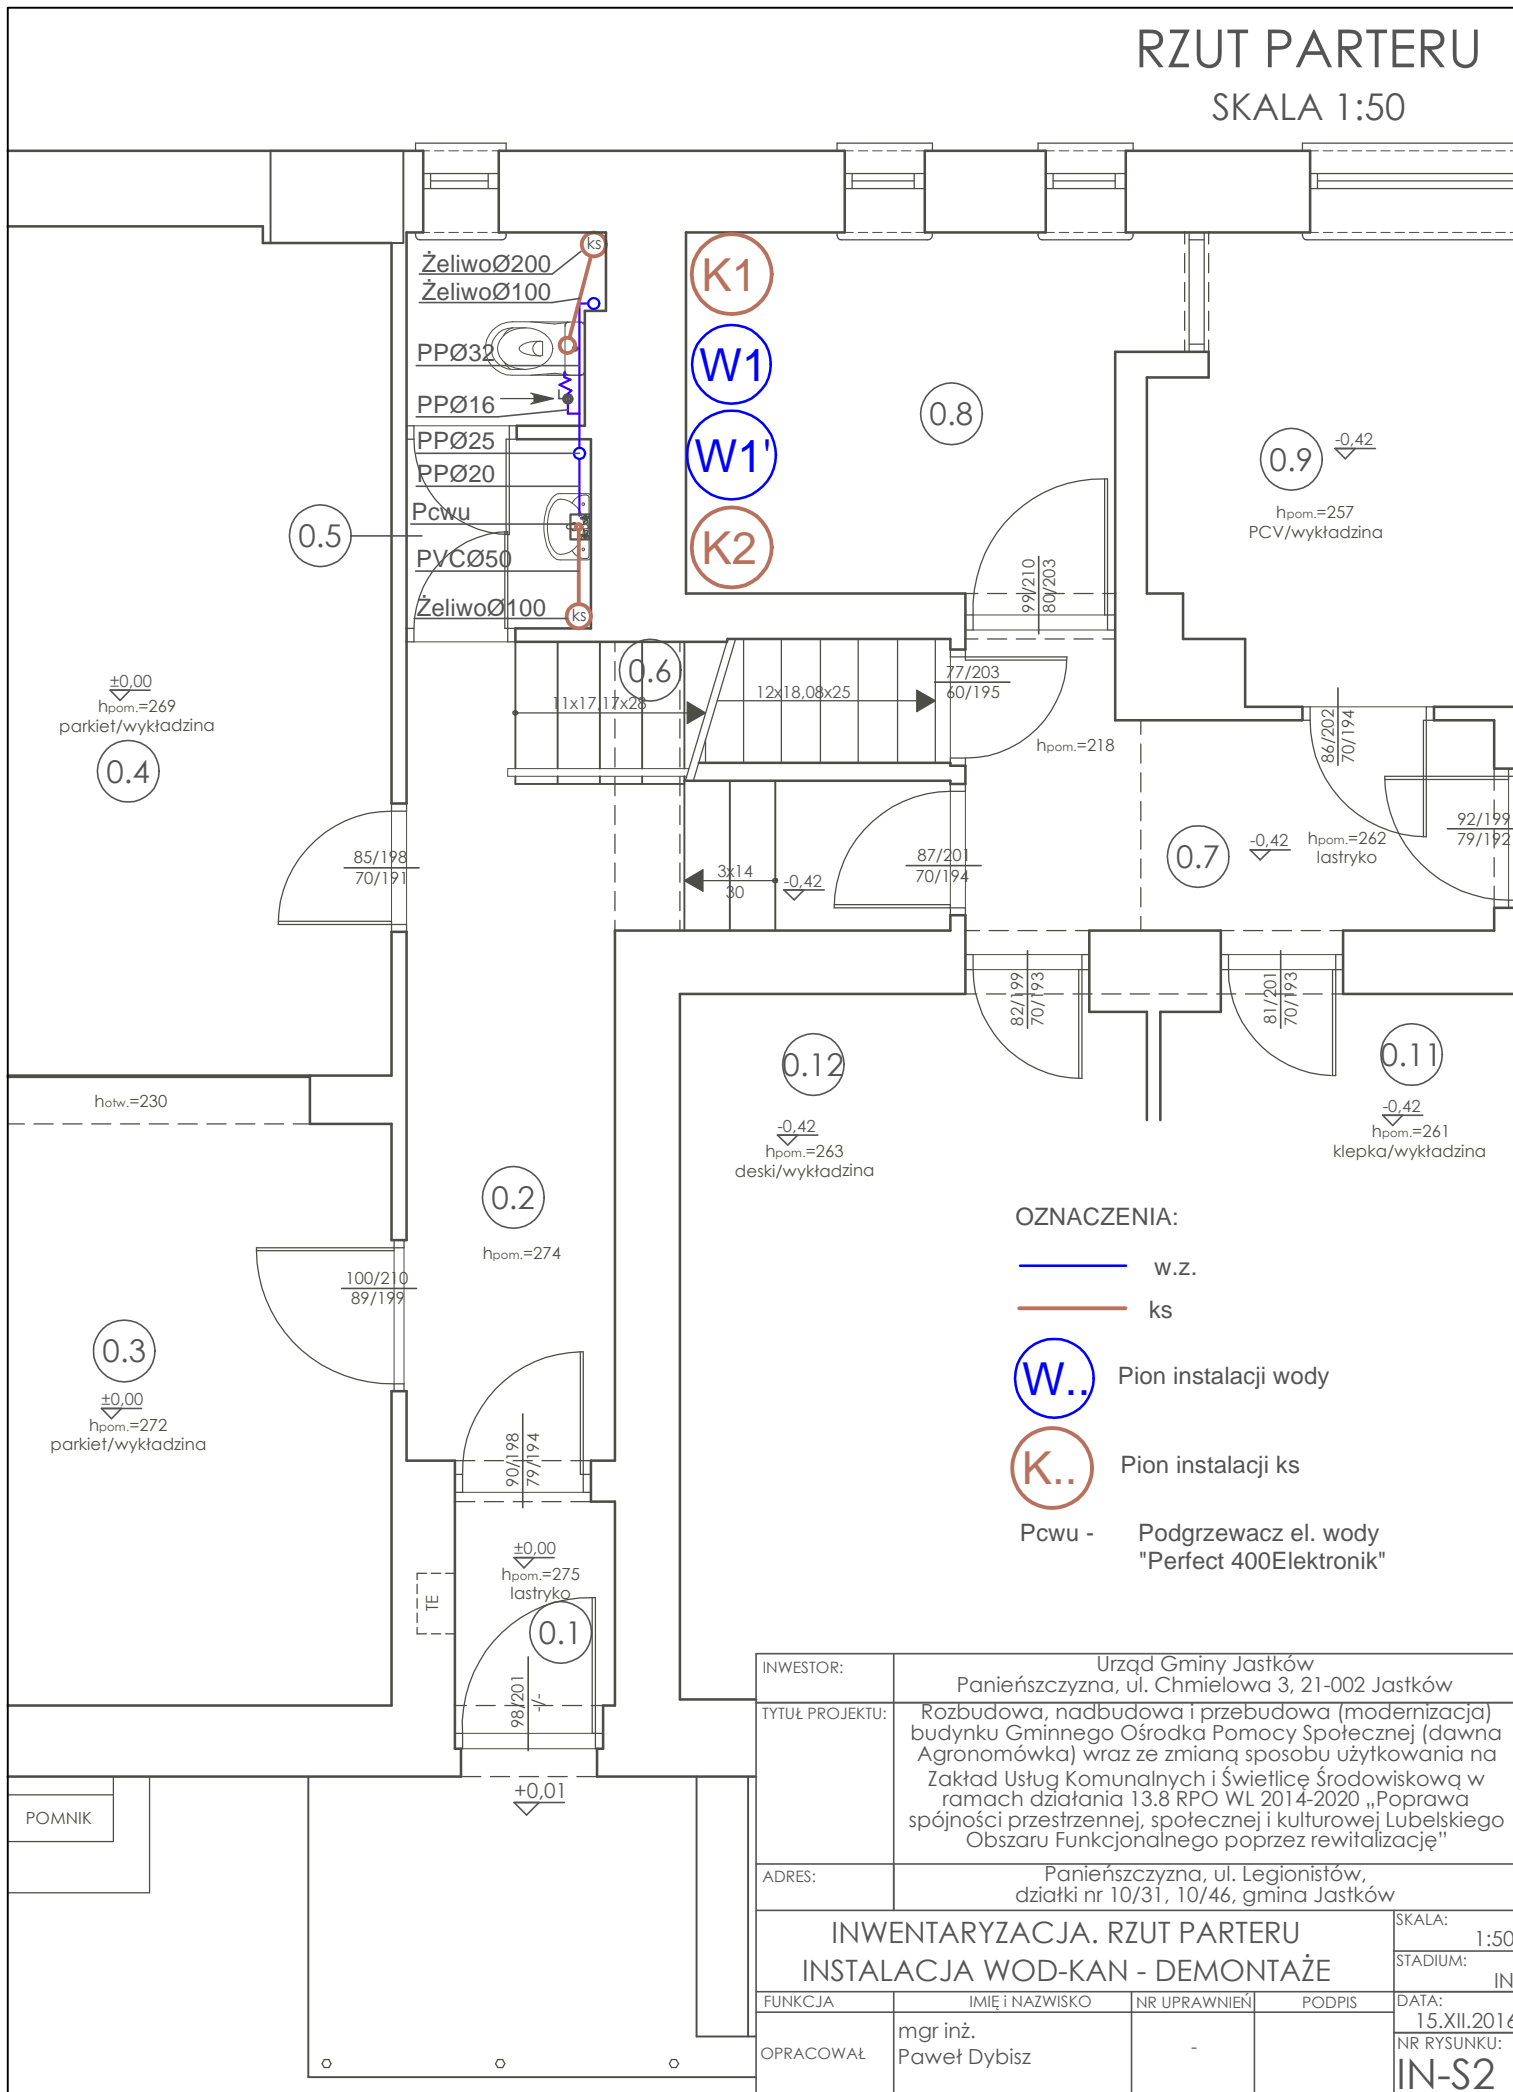 RZUT PARTERU
SKALA 1:50
ŻeliwoØ200
ŻeliwoØ100
PPØ32
PPØ16
PPØ25
PPØ20
Pcwu
PVCØ50
ŻeliwoØ100
ks
ks
K1
W1
W1'
K2
0.8
0.9
-0,42
hpom.=257
PCV/wykładzina
0.5
99/210
80/203
0.6
11x17,17x28
12x18,08x25
77/203
60/195
hpom.=218
86/202
70/194
±0,00
hpom.=269
parkiet/wykładzina
0.4
85/198
70/191
3x14
30
-0,42
87/201
70/194
0.7
-0,42
hpom.=262
lastryko
92/199
79/192
82/199
70/193
81/201
70/193
0.12
-0,42
hpom.=263
deski/wykładzina
0.11
-0,42
hpom.=261
klepka/wykładzina
hotw.=230
0.2
hpom.=274
100/210
89/199
0.3
±0,00
hpom.=272
parkiet/wykładzina
90/198
79/194
OZNACZENIA:
w.z.
ks
W.. Pion instalacji wody
K.. Pion instalacji ks
Pcwu - Podgrzewacz el. wody
"Perfect 400Elektronik"
±0,00
hpom.=275
lastryko
TE
0.1
98/201
-/-
+0,01
POMNIK
INWESTOR:
Urząd Gminy Jastków
Panieńszczyzna, ul. Chmielowa 3, 21-002 Jastków
TYTUŁ PROJEKTU:
Rozbudowa, nadbudowa i przebudowa (modernizacja)
budynku Gminnego Ośrodka Pomocy Społecznej (dawna
Agronomówka) wraz ze zmianą sposobu użytkowania na
Zakład Usług Komunalnych i Świetlicę Środowiskową w
ramach działania 13.8 RPO WL 2014-2020 „Poprawa
spójności przestrzennej, społecznej i kulturowej Lubelskiego
Obszaru Funkcjonalnego poprzez rewitalizację”
ADRES:
Panieńszczyzna, ul. Legionistów,
działki nr 10/31, 10/46, gmina Jastków
INWENTARYZACJA. RZUT PARTERU
INSTALACJA WOD-KAN - DEMONTAŻE
SKALA:
1:50
STADIUM:
IN
FUNKCJA IMIĘ i NAZWISKO NR UPRAWNIEŃ PODPIS
DATA:
15.XII.2016
OPRACOWAŁ
mgr inż.
Paweł Dybisz
-
NR RYSUNKU:
IN-S2